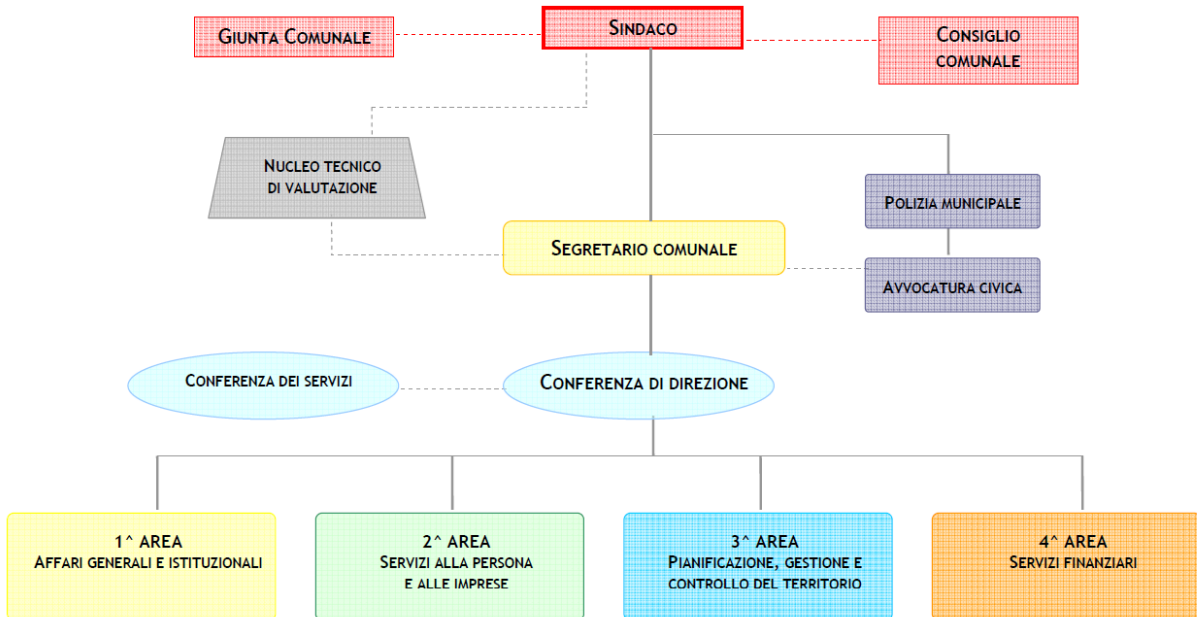 GIUNTA COMUNALE
SINDACO
CONSIGLIO
COMUNALE
NUCLEO TECNICO
DI VALUTAZIONE
POLIZIA MUNICIPALE
SEGRETARIO COMUNALE
AVVOCATURA CIVICA
CONFERENZA DEI SERVIZI
CONFERENZA DI DIREZIONE
1^ AREA
AFFARI GENERALI E ISTITUZIONALI
2^ AREA
SERVIZI ALLA PERSONA
E ALLE IMPRESE
3^ AREA
PIANIFICAZIONE, GESTIONE E
CONTROLLO DEL TERRITORIO
4^ AREA
SERVIZI FINANZIARI